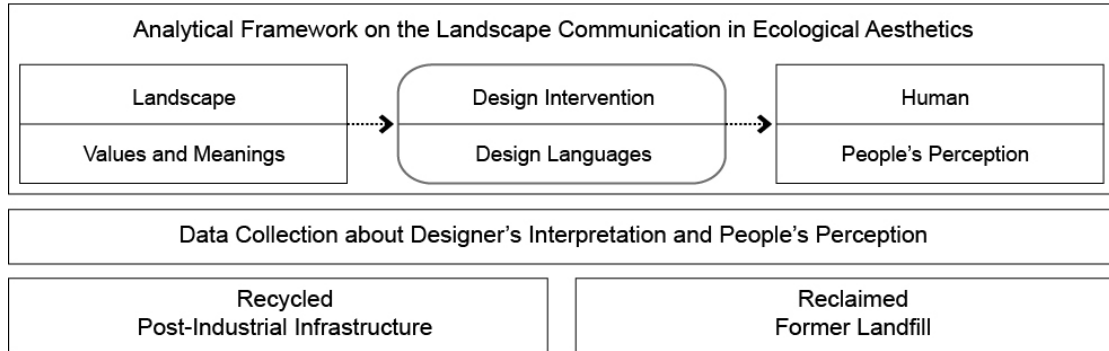 Analytical Framework on the Landscape Communication in Ecological Aesthetics
Landscape
Design Intervention
Human
Values and Meanings
Design Languages
People's Perception
Data Collection about Designer's Interpretation and People's Perception
Recycled
Post-Industrial Infrastructure
Reclaimed
Former Landfill